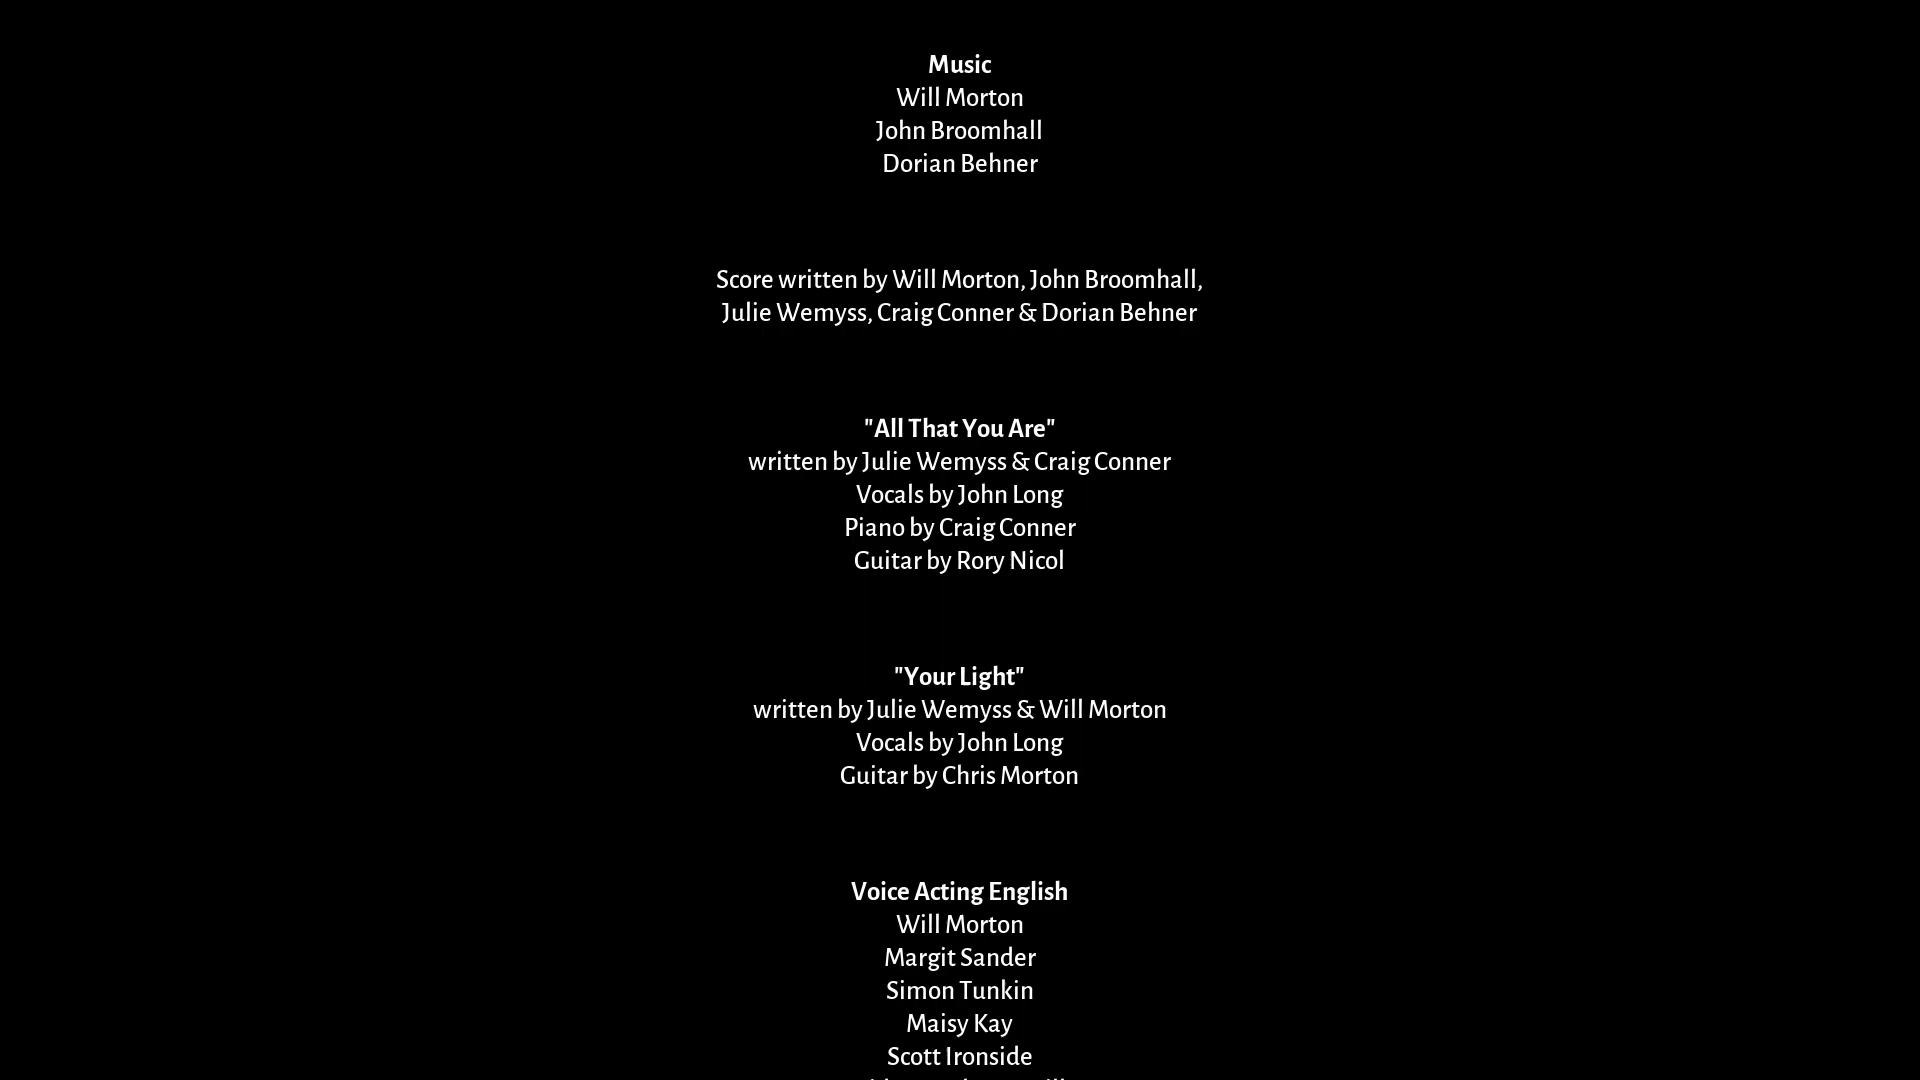 Music
Will Morton
John Broomhall
Dorian Behner
Score written by Will Morton, John Broomhall,
Julie Wemyss, Craig Conner & Dorian Behner
"All That You Are"
written by Julie Wemyss & Craig Conner
Vocals by John Long
Piano by Craig Conner
Guitar by Rory Nicol
"Your Light"
written by Julie Wemyss & Will Morton
Vocals by John Long
Guitar by Chris Morton
Voice Acting English
Will Morton
Margit Sander
Simon Tunkin
Maisy Kay
Scott Ironside